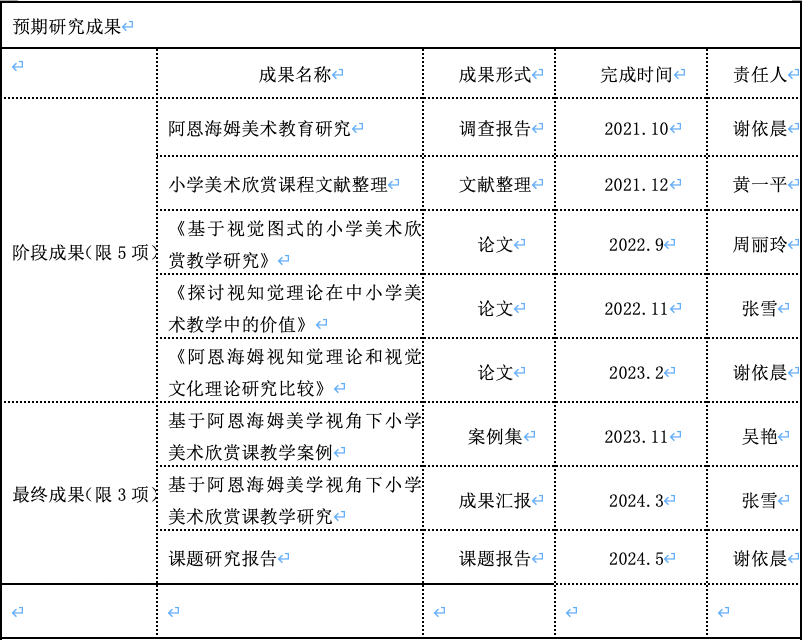 预期研究成果
成果名称 成果形式 完成时间 责任人
阶段成果(限 5 项)
阿恩海姆美术教育研究 调查报告 2021.10 谢依晨
小学美术欣赏课程文献整理 文献整理 2021.12 黄一平
《基于视觉图式的小学美术欣
赏教学研究》 论文 2022.9 周丽玲
《探讨视知觉理论在中小学美
术教学中的价值》 论文 2022.11 张雪
《阿恩海姆视知觉理论和视觉
文化理论研究比较》 论文 2023.2 谢依晨
最终成果(限 3 项)
基于阿恩海姆美学视角下小学
美术欣赏课教学案例 案例集 2023.11 吴艳
基于阿恩海姆美学视角下小学
美术欣赏课教学研究 成果汇报 2024.3 张雪
课题研究报告 课题报告 2024.5 谢依晨